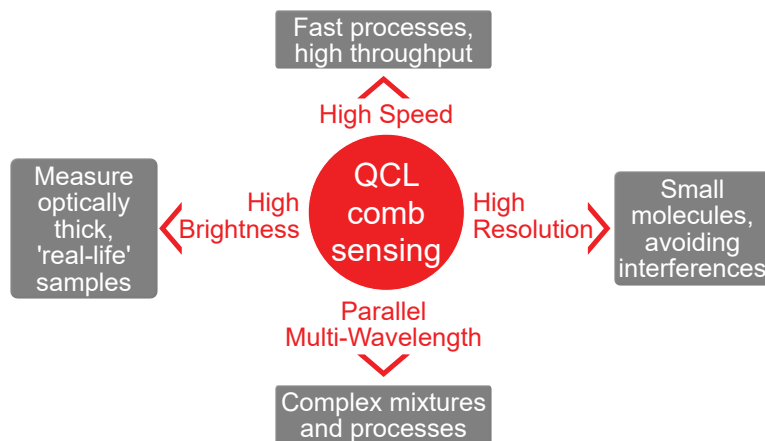 Fast processes,
high throughput
High Speed
Measure
optically
thick,
'real-life'
samples
High
Brightness
QCL
comb
sensing
High
Resolution
Small
molecules,
avoiding
interferences
Parallel
Multi-Wavelength
Complex mixtures
and processes